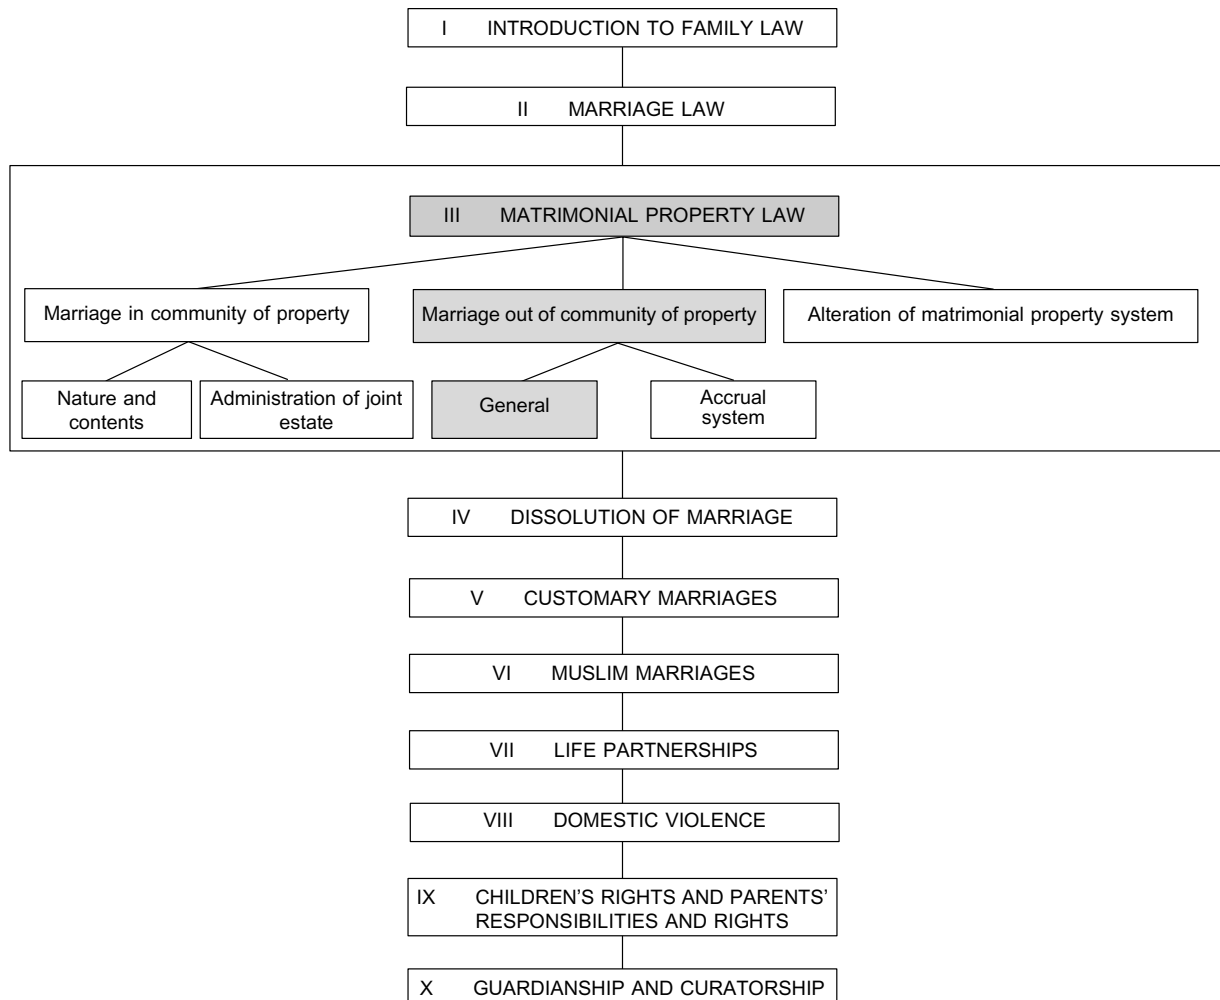 I INTRODUCTION TO FAMILY LAW
II MARRIAGE LAW
III MATRIMONIAL PROPERTY LAW
Marriage in community of property
Marriage out of community of property
Alteration of matrimonial property system
Nature and
contents
Administration of joint
estate
General
Accrual
system
IV DISSOLUTION OF MARRIAGE
V CUSTOMARY MARRIAGES
VI MUSLIM MARRIAGES
VII LIFE PARTNERSHIPS
VIII DOMESTIC VIOLENCE
IX CHILDREN’S RIGHTS AND PARENTS’
RESPONSIBILITIES AND RIGHTS
X GUARDIANSHIP AND CURATORSHIP